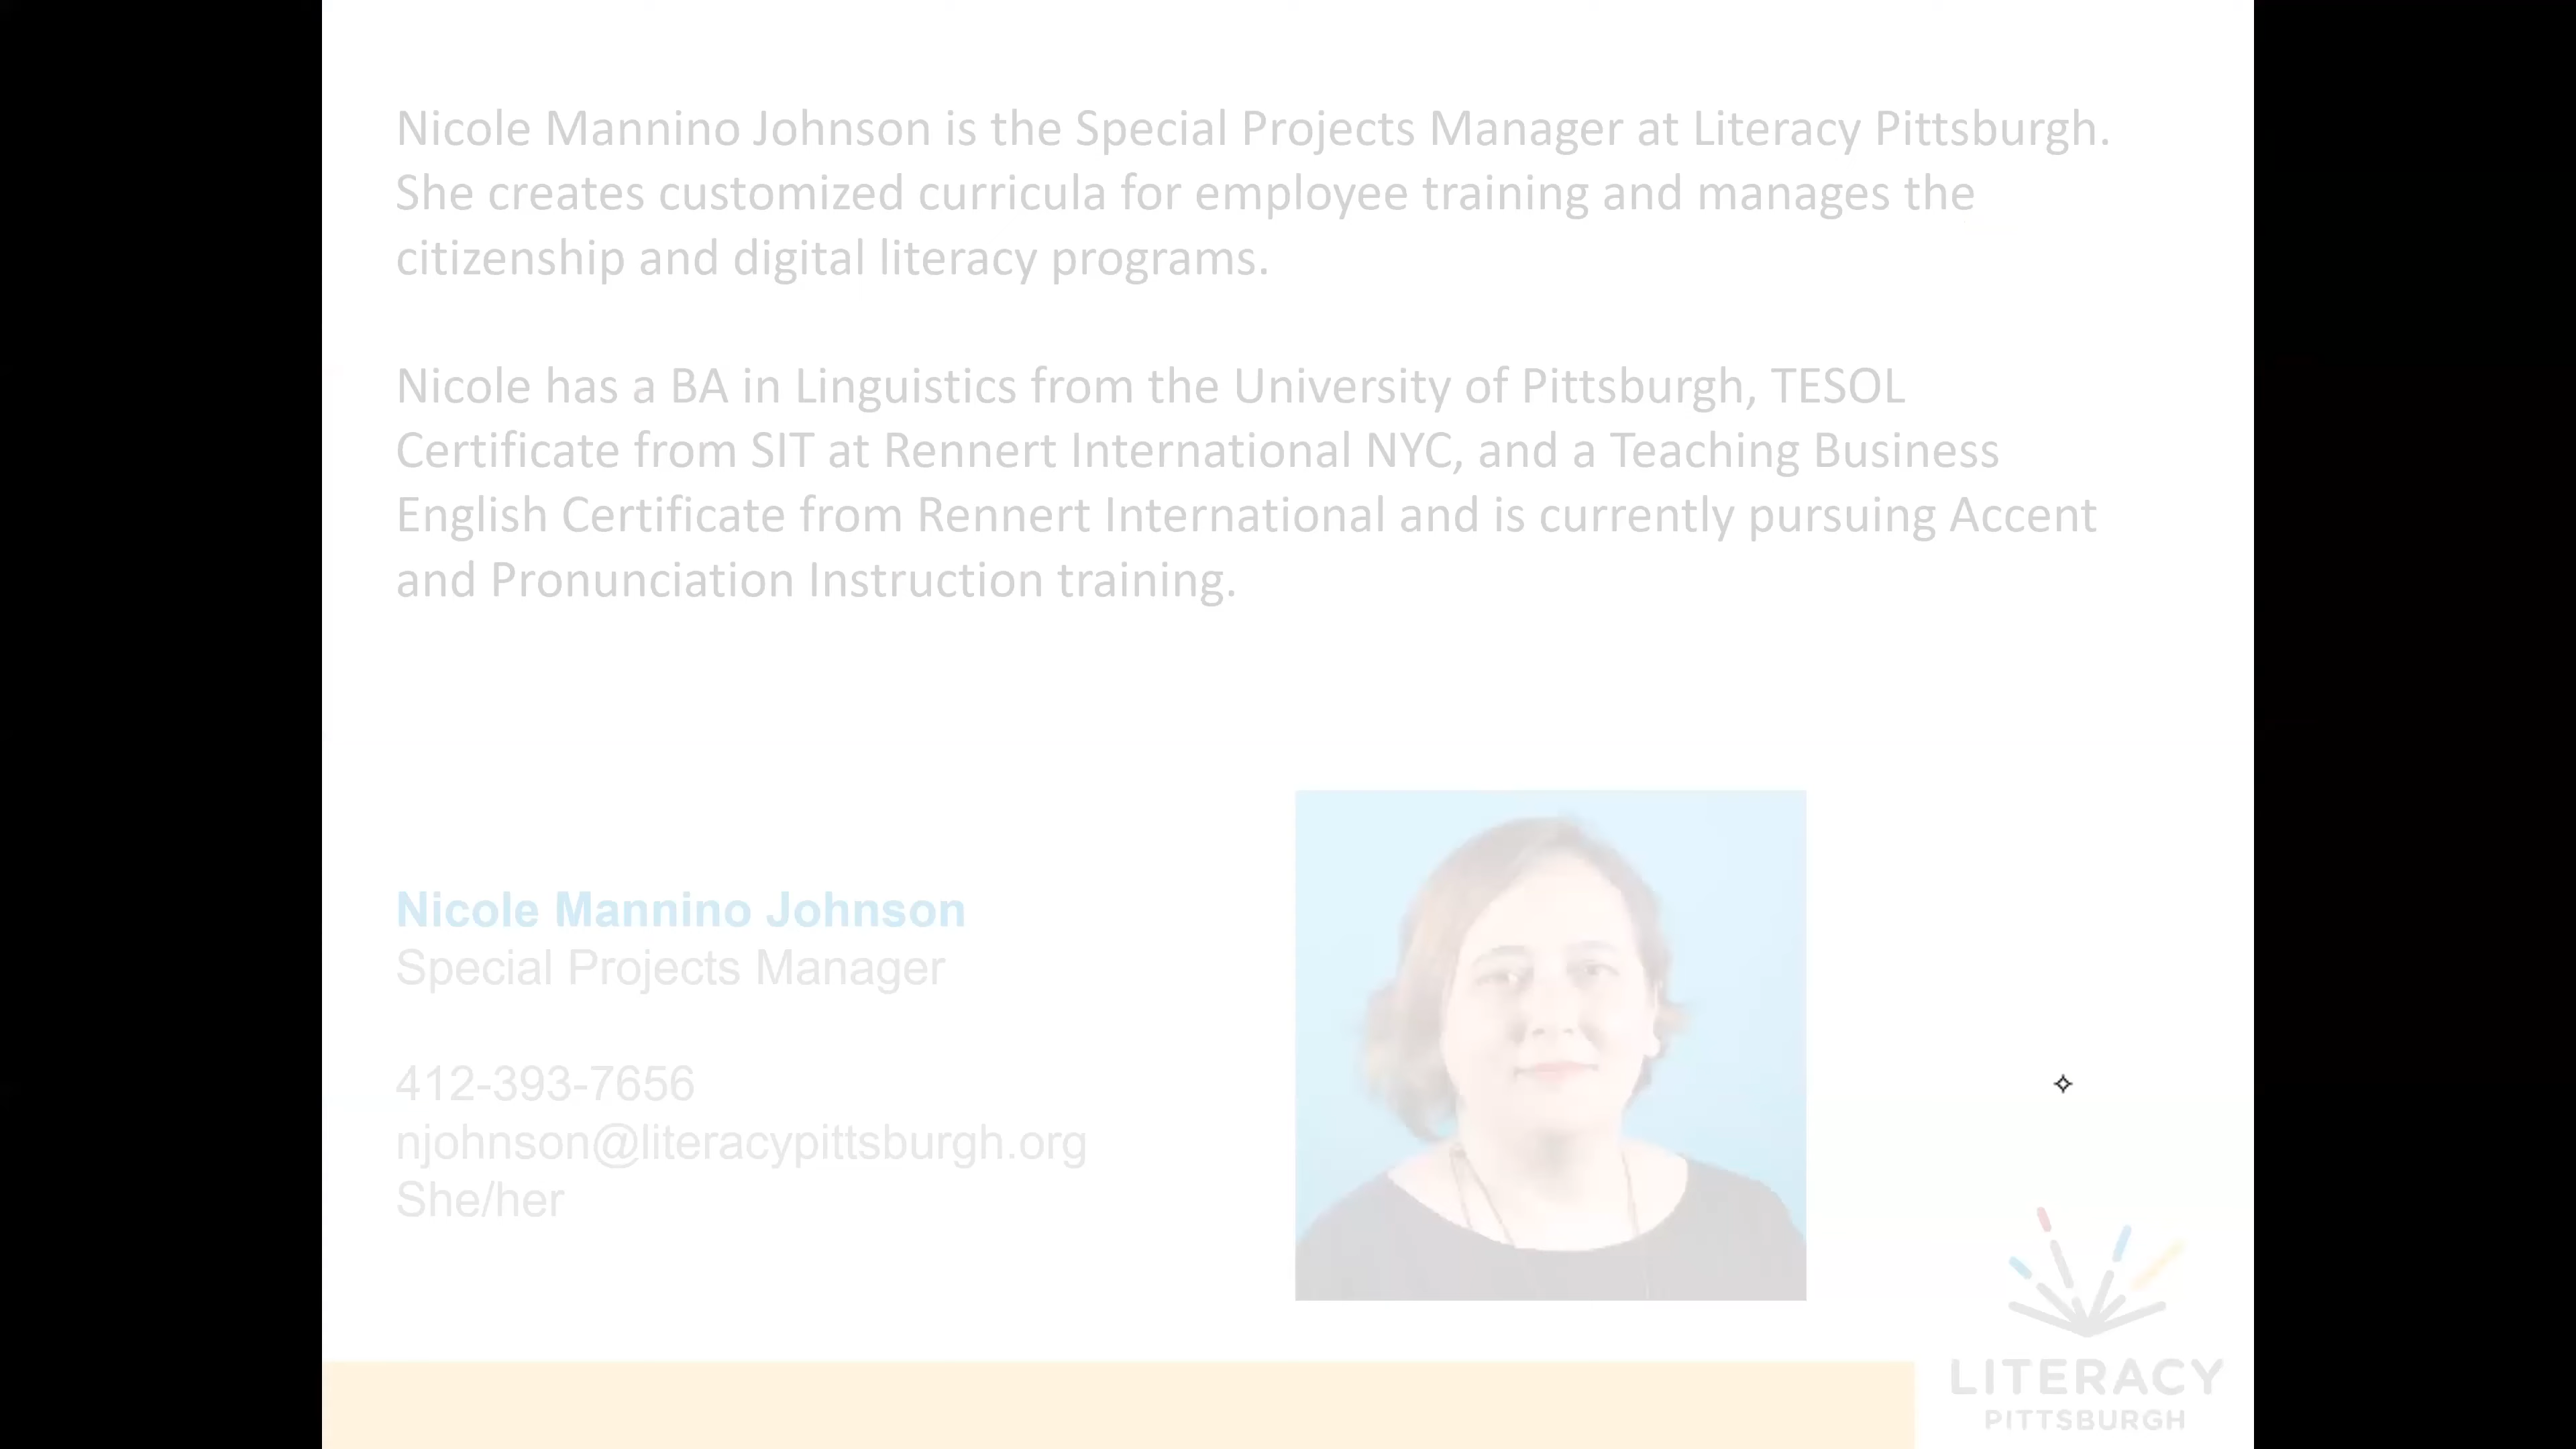 Nicole Mannino Johnson is the Special Projects Manager at Literacy Pittsburgh.
She creates customized curricula for employee training and manages the
citizenship and digital literacy programs.
Nicole has a BA in Linguistics from the University of Pittsburgh, TESOL
Certificate from SIT at Rennert International NYC, and a Teaching Business
English Certificate from Rennert International and is currently pursuing Accent
and Pronunciation Instruction training.
Nicole Mannino Johnson
Special Projects Manager
412-393-7656
njohnson@literacypittsburgh.org
She/her
LITERACY
PITTSBURGH